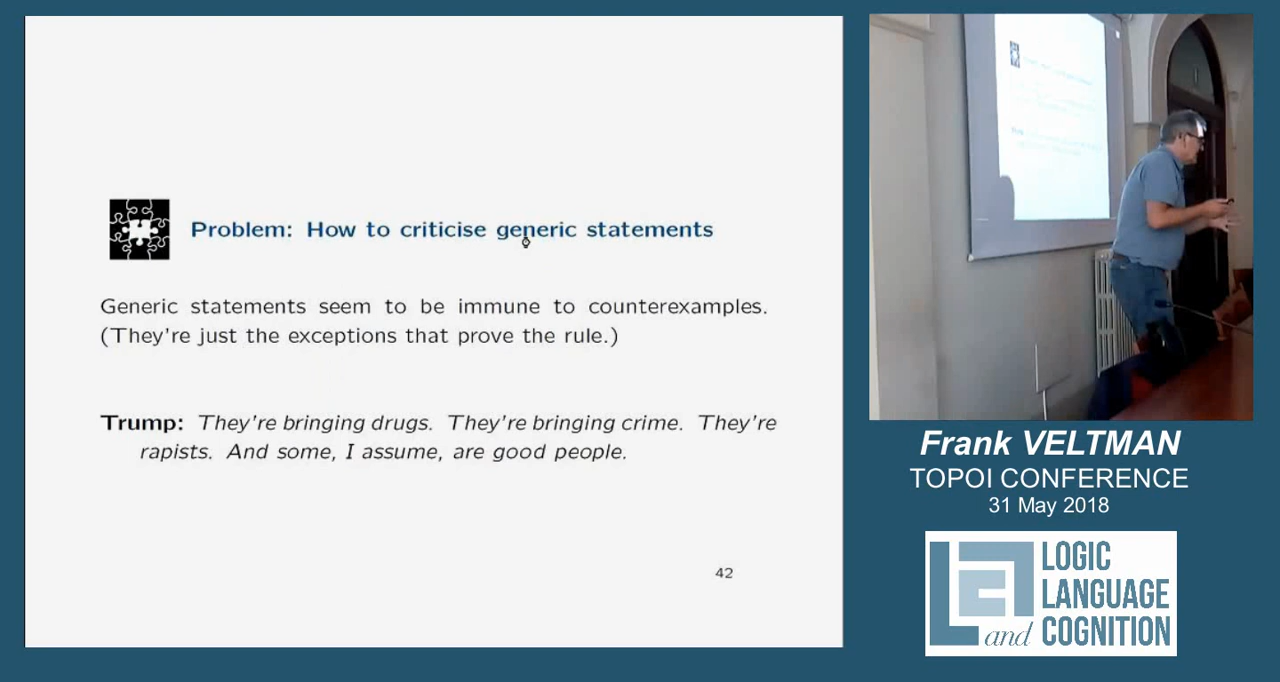 Problem: How to criticise generic statements
Generic statements seem to be immune to counterexamples.
(They're just the exceptions that prove the rule.)
Trump: They're bringing drugs. They're bringing crime. They're
rapists. And some, I assume, are good people.
42
Frank VELTMAN
TOPOI CONFERENCE
31 May 2018
LOGIC
LANGUAGE
and COGNITION